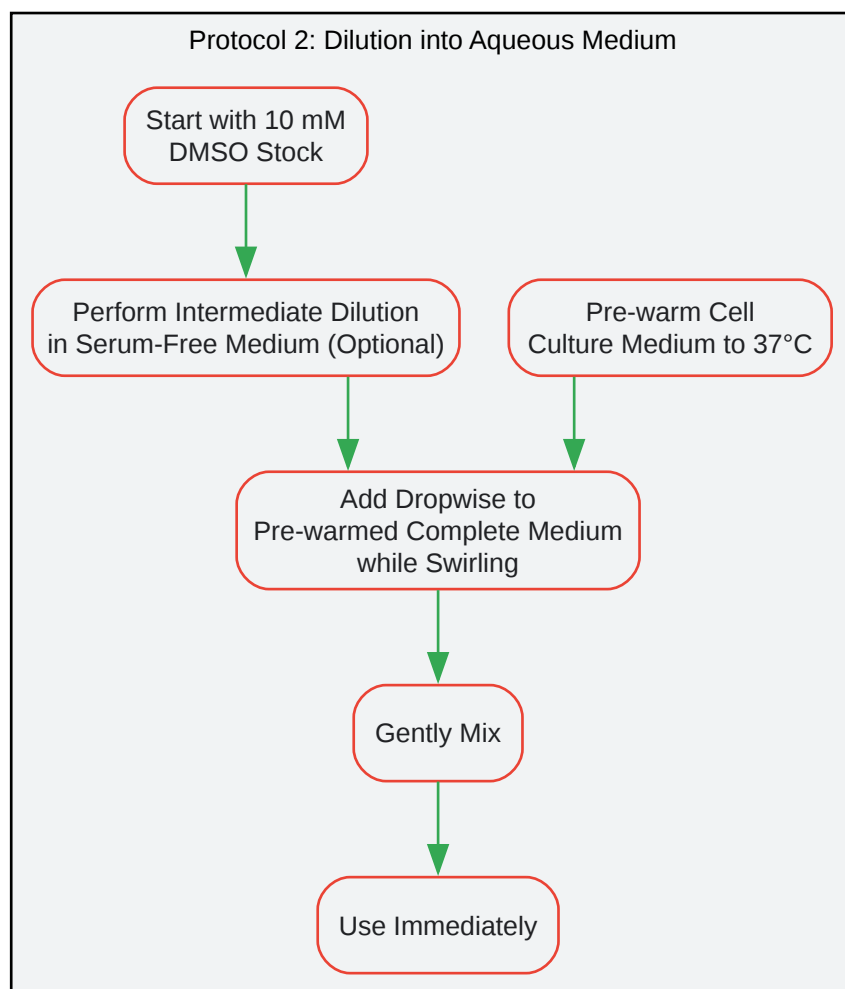 Protocol 2: Dilution into Aqueous Medium
Start with 10 mM
DMSO Stock
Perform Intermediate Dilution
in Serum-Free Medium (Optional)
Pre-warm Cell
Culture Medium to 37°C
Add Dropwise to
Pre-warmed Complete Medium
while Swirling
Gently Mix
Use Immediately